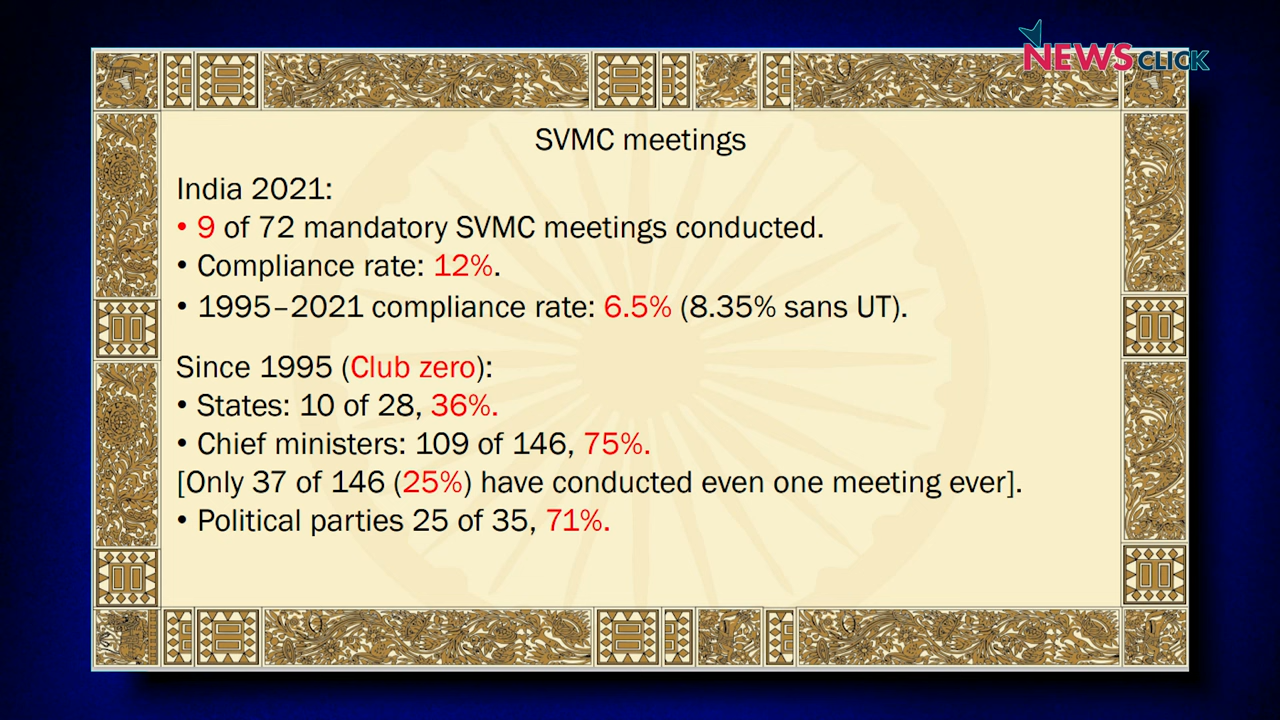 NEWSCLICK
SVMC meetings
India 2021:
• 9 of 72 mandatory SVMC meetings conducted.
• Compliance rate: 12%.
• 1995–2021 compliance rate: 6.5% (8.35% sans UT).
Since 1995 (Club zero):
• States: 10 of 28, 36%.
• Chief ministers: 109 of 146, 75%.
[Only 37 of 146 (25%) have conducted even one meeting ever].
• Political parties 25 of 35, 71%.